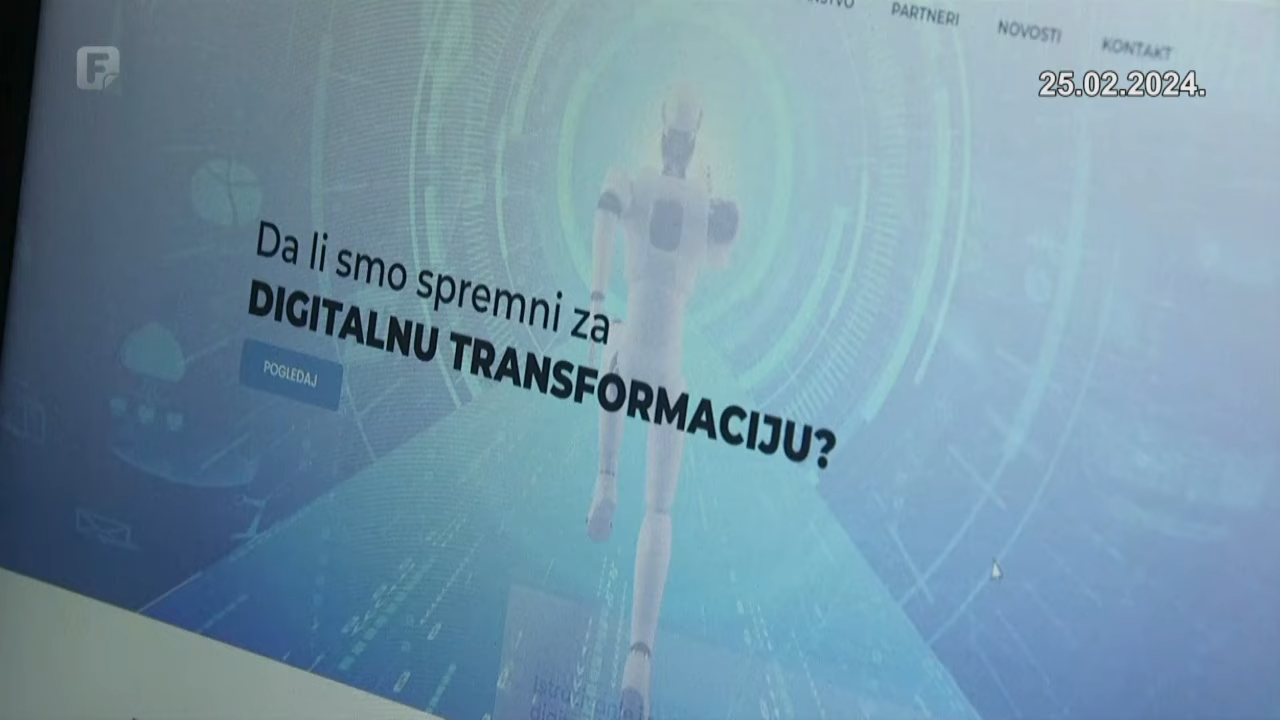 PARTNERI
NOVOSTI
KONTAKT
25.02.2024.
F
Da li smo spremni za
DIGITALNU TRANSFORMACIJU?
POGLEDAJ